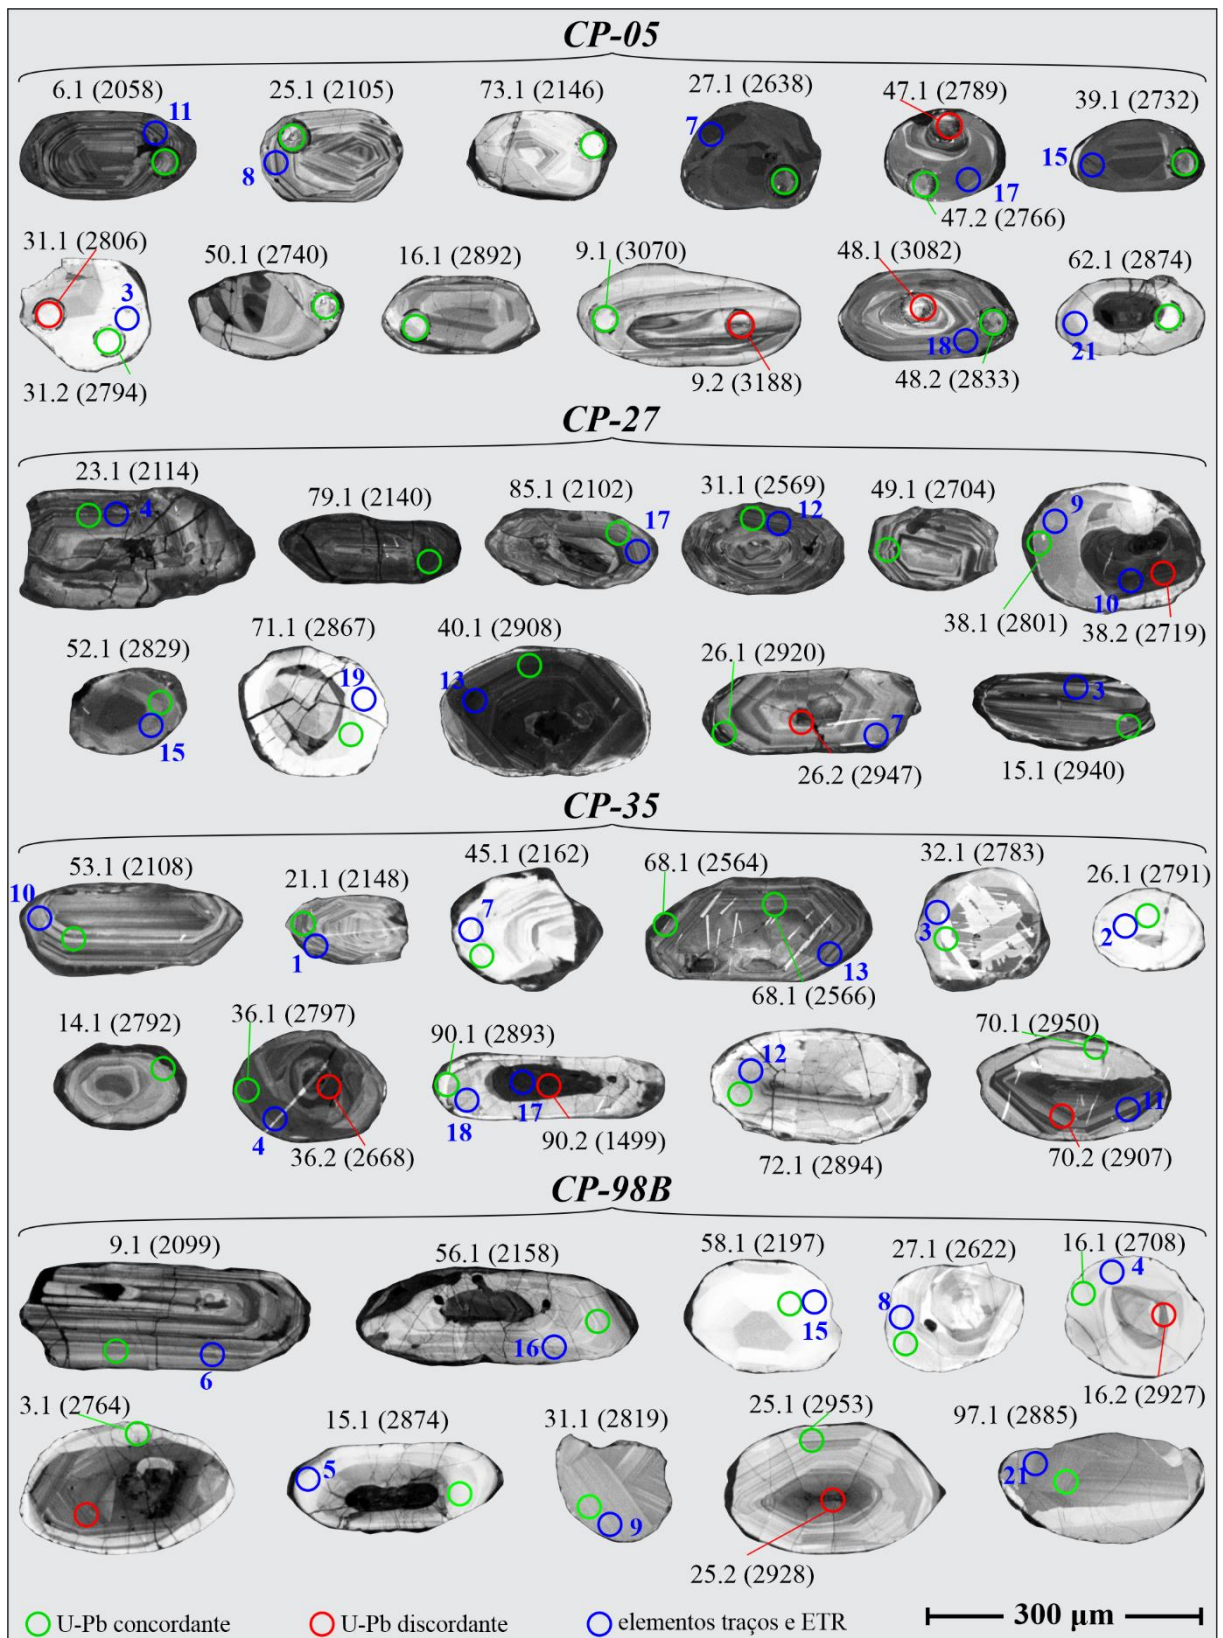 CP-05
6.1 (2058) 25.1 (2105) 73.1 (2146) 27.1 (2638) 47.1 (2789) 39.1 (2732)
11 8 7 17 15
47.2 (2766)
31.1 (2806) 50.1 (2740) 16.1 (2892) 9.1 (3070) 48.1 (3082) 62.1 (2874)
3 18 21
31.2 (2794) 9.2 (3188) 48.2 (2833)
CP-27
23.1 (2114) 79.1 (2140) 85.1 (2102) 31.1 (2569) 49.1 (2704)
4 17 12 9 10
38.1 (2801) 38.2 (2719)
52.1 (2829) 71.1 (2867) 40.1 (2908) 26.1 (2920)
15 19 13 7 3
26.2 (2947) 15.1 (2940)
CP-35
53.1 (2108) 21.1 (2148) 45.1 (2162) 68.1 (2564) 32.1 (2783) 26.1 (2791)
10 1 7 13 3 2
68.1 (2566)
14.1 (2792) 36.1 (2797) 90.1 (2893) 70.1 (2950)
4 18 17 12 11
36.2 (2668) 90.2 (1499) 72.1 (2894) 70.2 (2907)
CP-98B
9.1 (2099) 56.1 (2158) 58.1 (2197) 27.1 (2622) 16.1 (2708)
6 16 15 8 4
16.2 (2927)
3.1 (2764) 15.1 (2874) 31.1 (2819) 25.1 (2953) 97.1 (2885)
5 9 21
25.2 (2928)
U-Pb concordante U-Pb discordante elementos traços e ETR 300 µm